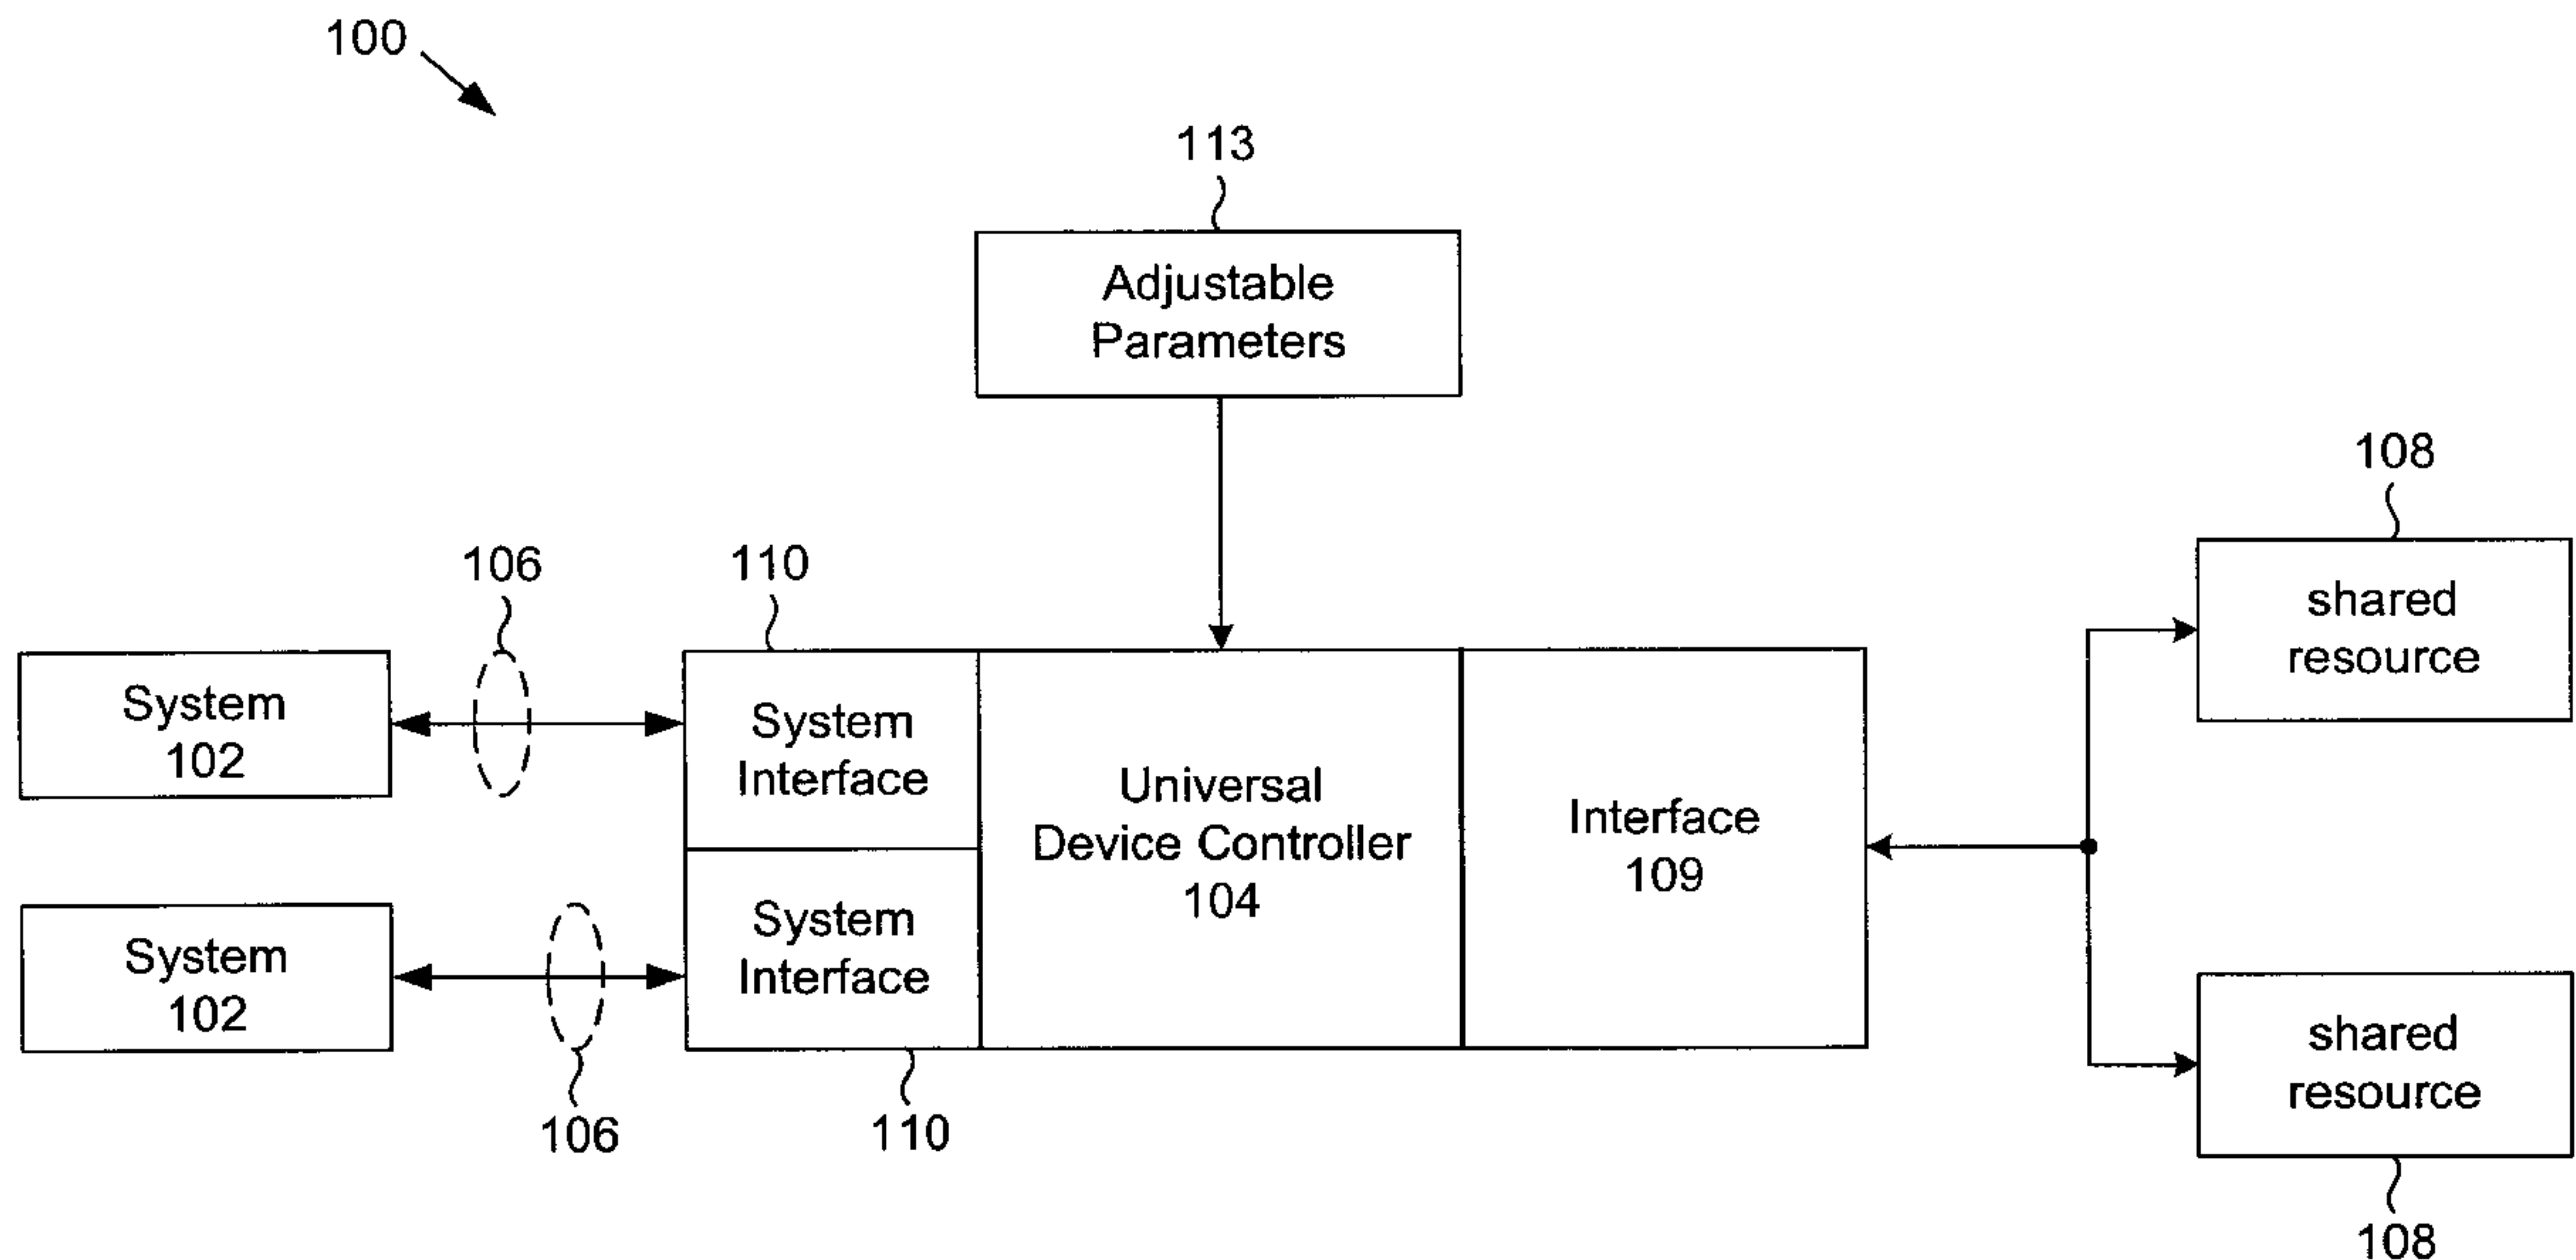 100
113
Adjustable
Parameters
108
shared
resource
106
110
System
102
System
Interface
Universal
Device Controller
104
Interface
109
System
102
System
Interface
shared
resource
106
110
108